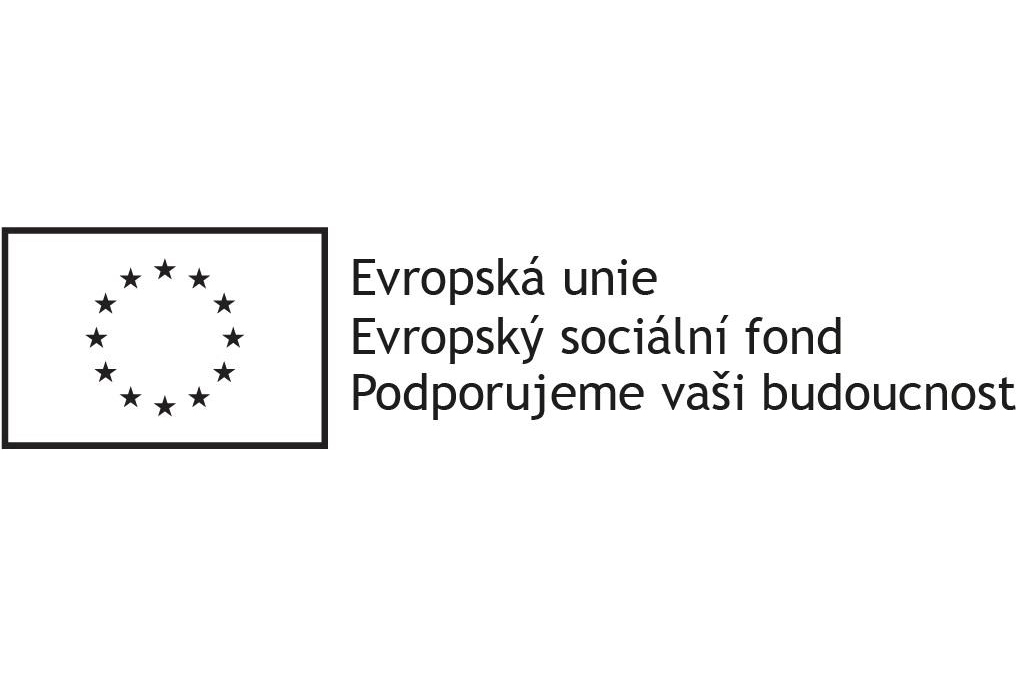 Evropská unie
Evropský sociální fond
Podporujeme vaši budoucnost